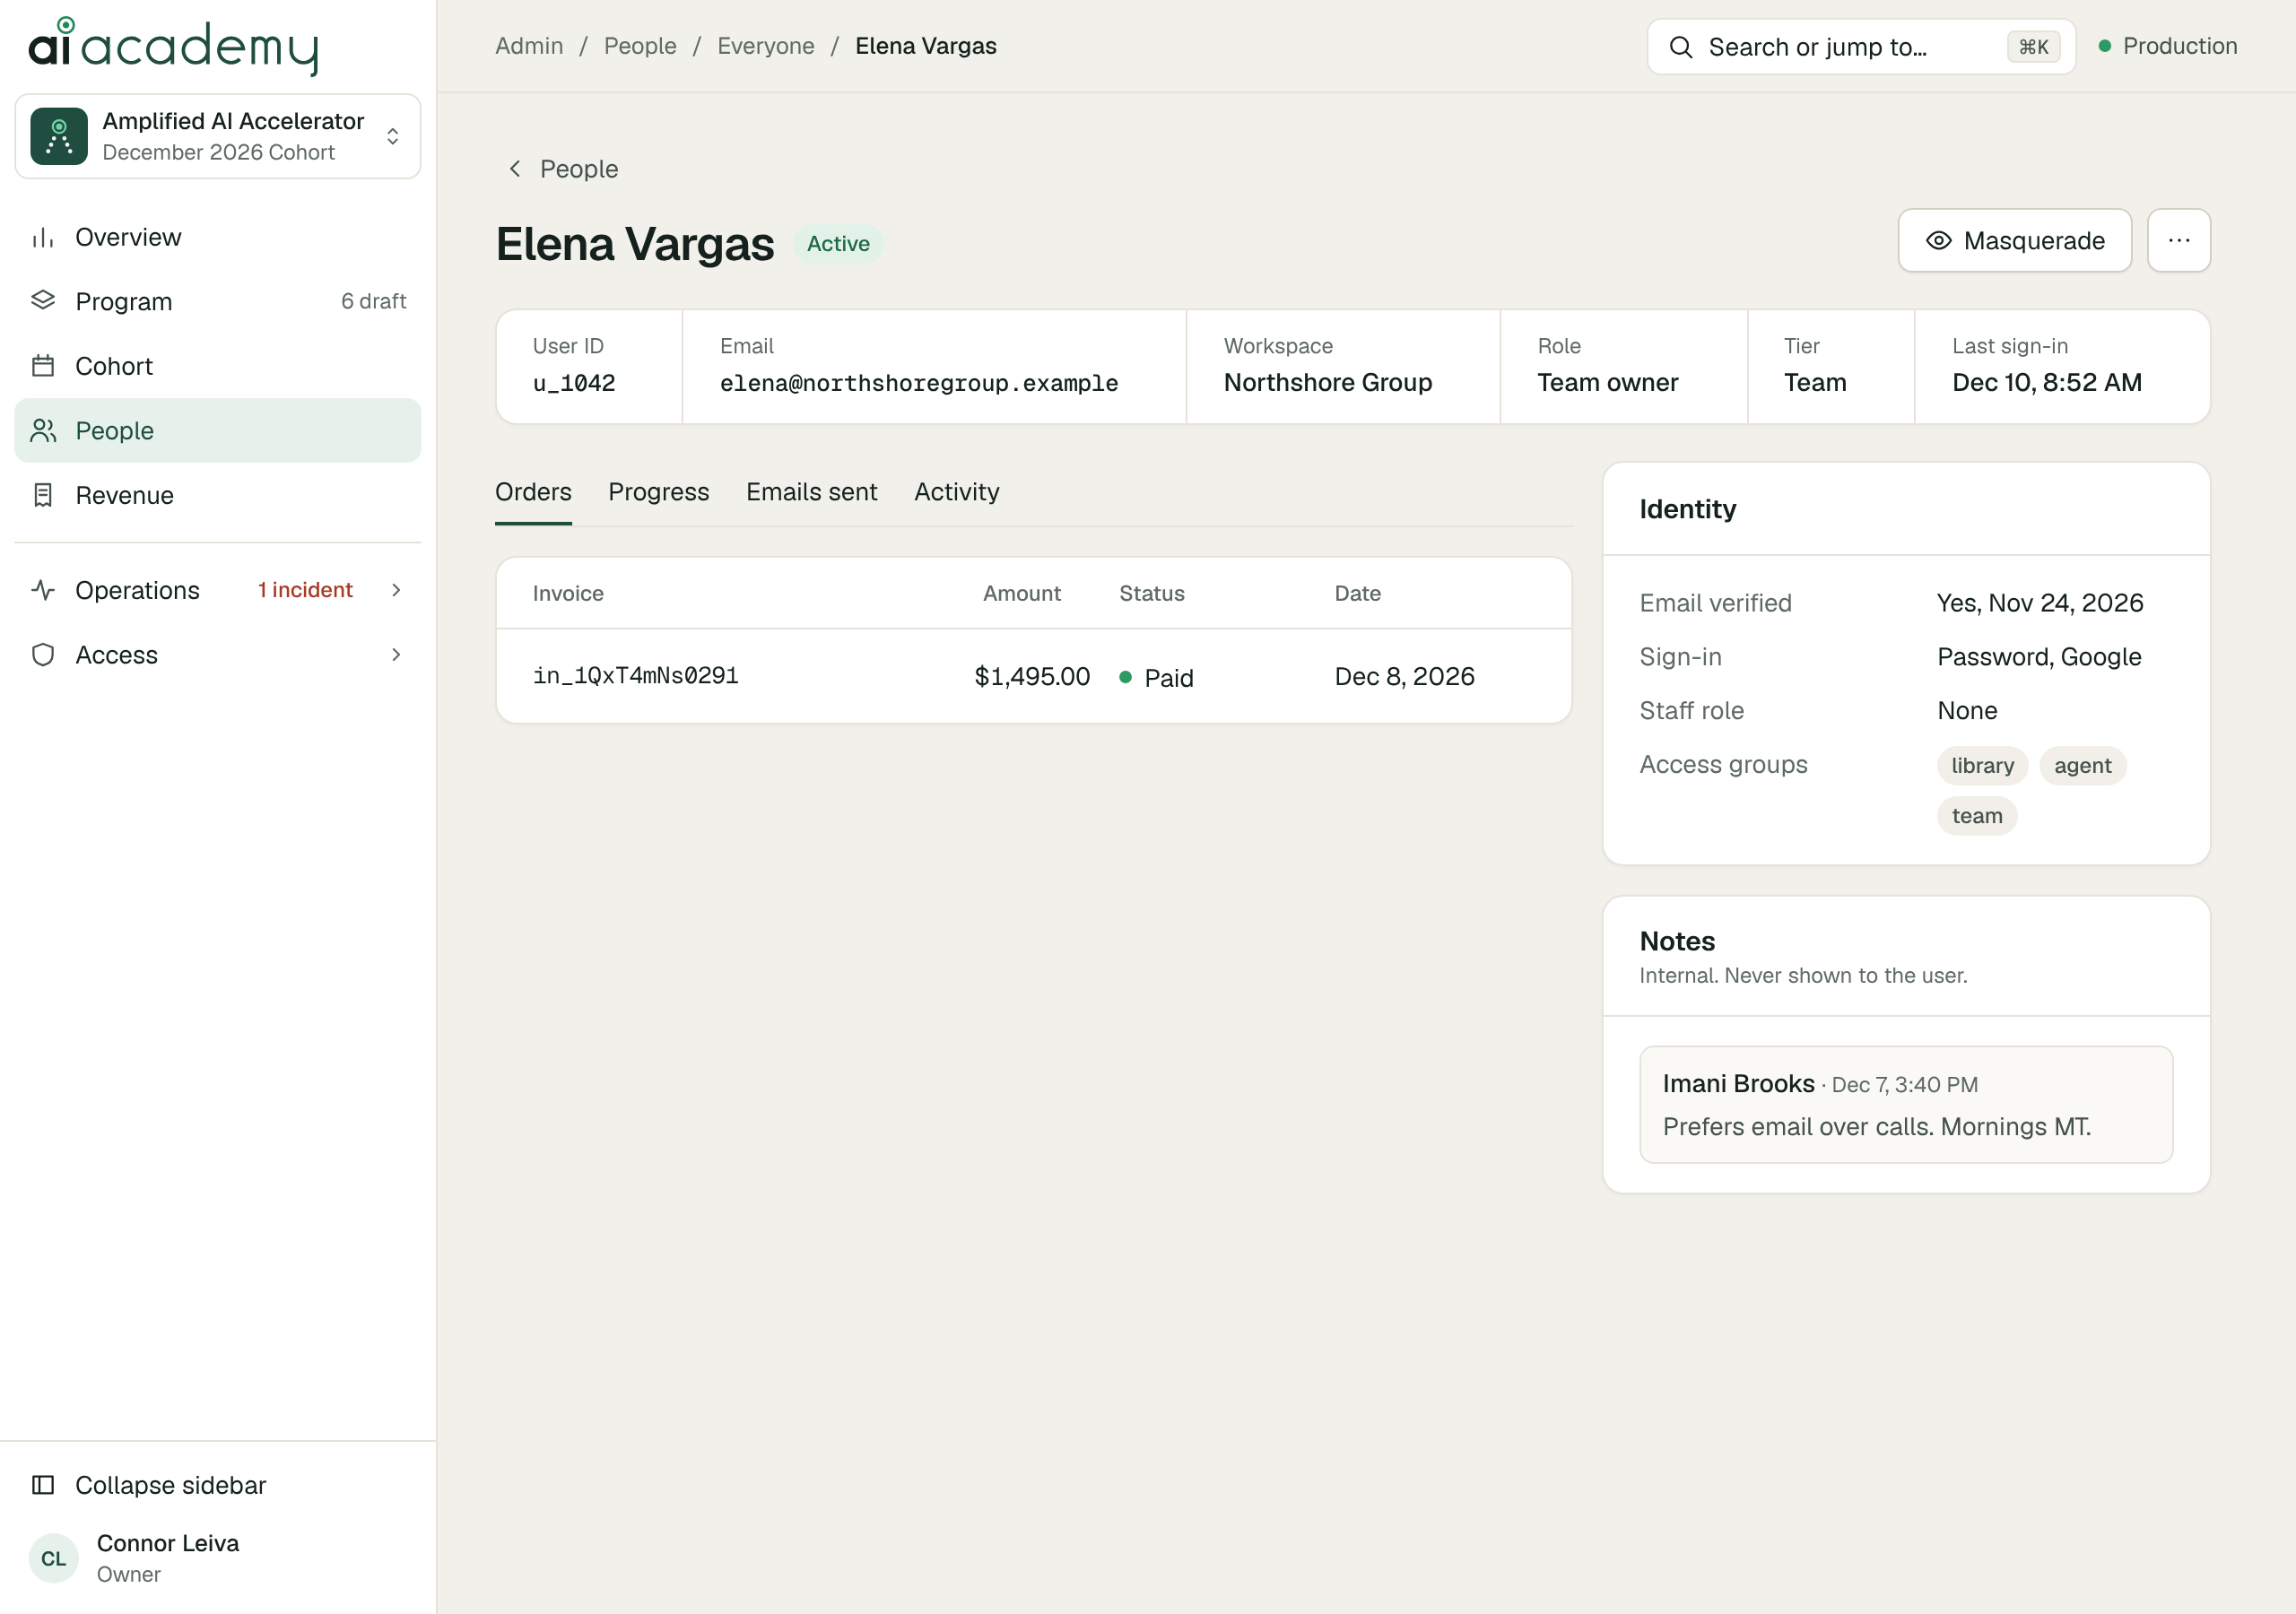 ai academy
Amplified AI Accelerator
December 2026 Cohort
Overview
Program 6 draft
Cohort
People
Revenue
Operations 1 incident
Access
Collapse sidebar
CL
Connor Leiva
Owner
Admin / People / Everyone / Elena Vargas
Search or jump to... ⌘K
Production
People
Elena Vargas Active
Masquerade
User ID
u_1042
Email
elena@northshoregroup.example
Workspace
Northshore Group
Role
Team owner
Tier
Team
Last sign-in
Dec 10, 8:52 AM
Orders Progress Emails sent Activity
Invoice Amount Status Date
in_1QxT4mNs0291 $1,495.00 Paid Dec 8, 2026
Identity
Email verified Yes, Nov 24, 2026
Sign-in Password, Google
Staff role None
Access groups library agent
team
Notes
Internal. Never shown to the user.
Imani Brooks · Dec 7, 3:40 PM
Prefers email over calls. Mornings MT.